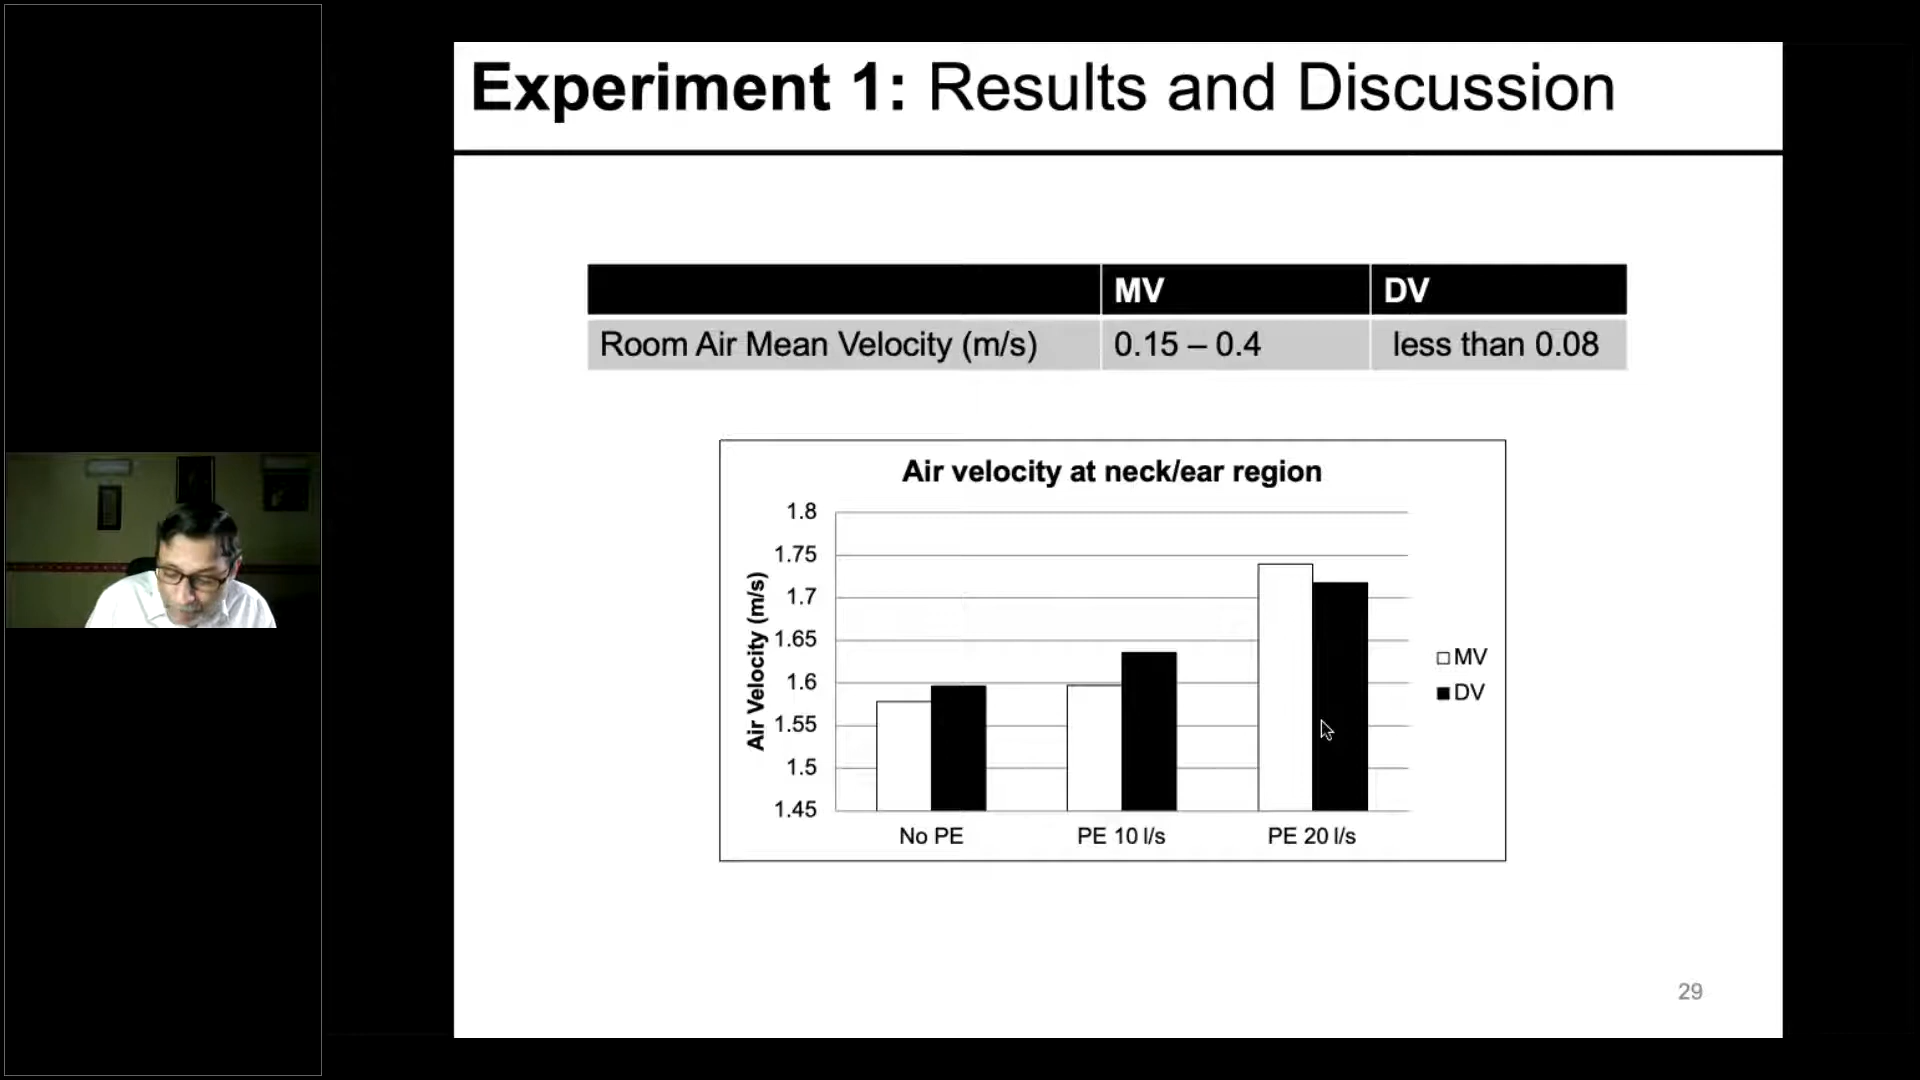 Experiment 1: Results and Discussion
MV DV
Room Air Mean Velocity (m/s) 0.15 – 0.4 less than 0.08
Air velocity at neck/ear region
Air Velocity (m/s)
1.8
1.75
1.7
1.65
1.6
1.55
1.5
1.45
No PE PE 10 l/s PE 20 l/s
MV
DV
29